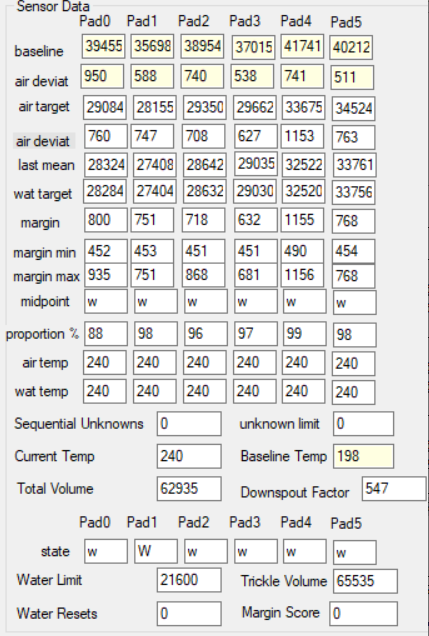 Sensor Data
Pad0 Pad1 Pad2 Pad3 Pad4 Pad5
baseline 39455 35698 38954 37015 41741 40212
air deviat 950 588 740 538 741 511
air target 29084 28155 29350 29662 33675 34524
air deviat 760 747 708 627 1153 763
last mean 28324 27408 28642 29035 32522 33761
wat target 28284 27404 28632 29030 32520 33756
margin 800 751 718 632 1155 768
margin min 452 453 451 451 490 454
margin max 935 751 868 681 1156 768
midpoint w w w w w w
proportion % 88 98 96 97 99 98
air temp 240 240 240 240 240 240
wat temp 240 240 240 240 240 240
Sequential Unknowns 0 unknown limit 0
Current Temp 240 Baseline Temp 198
Total Volume 62935 Downspout Factor 547
Pad0 Pad1 Pad2 Pad3 Pad4 Pad5
state w W w w w w
Water Limit 21600 Trickle Volume 65535
Water Resets 0 Margin Score 0